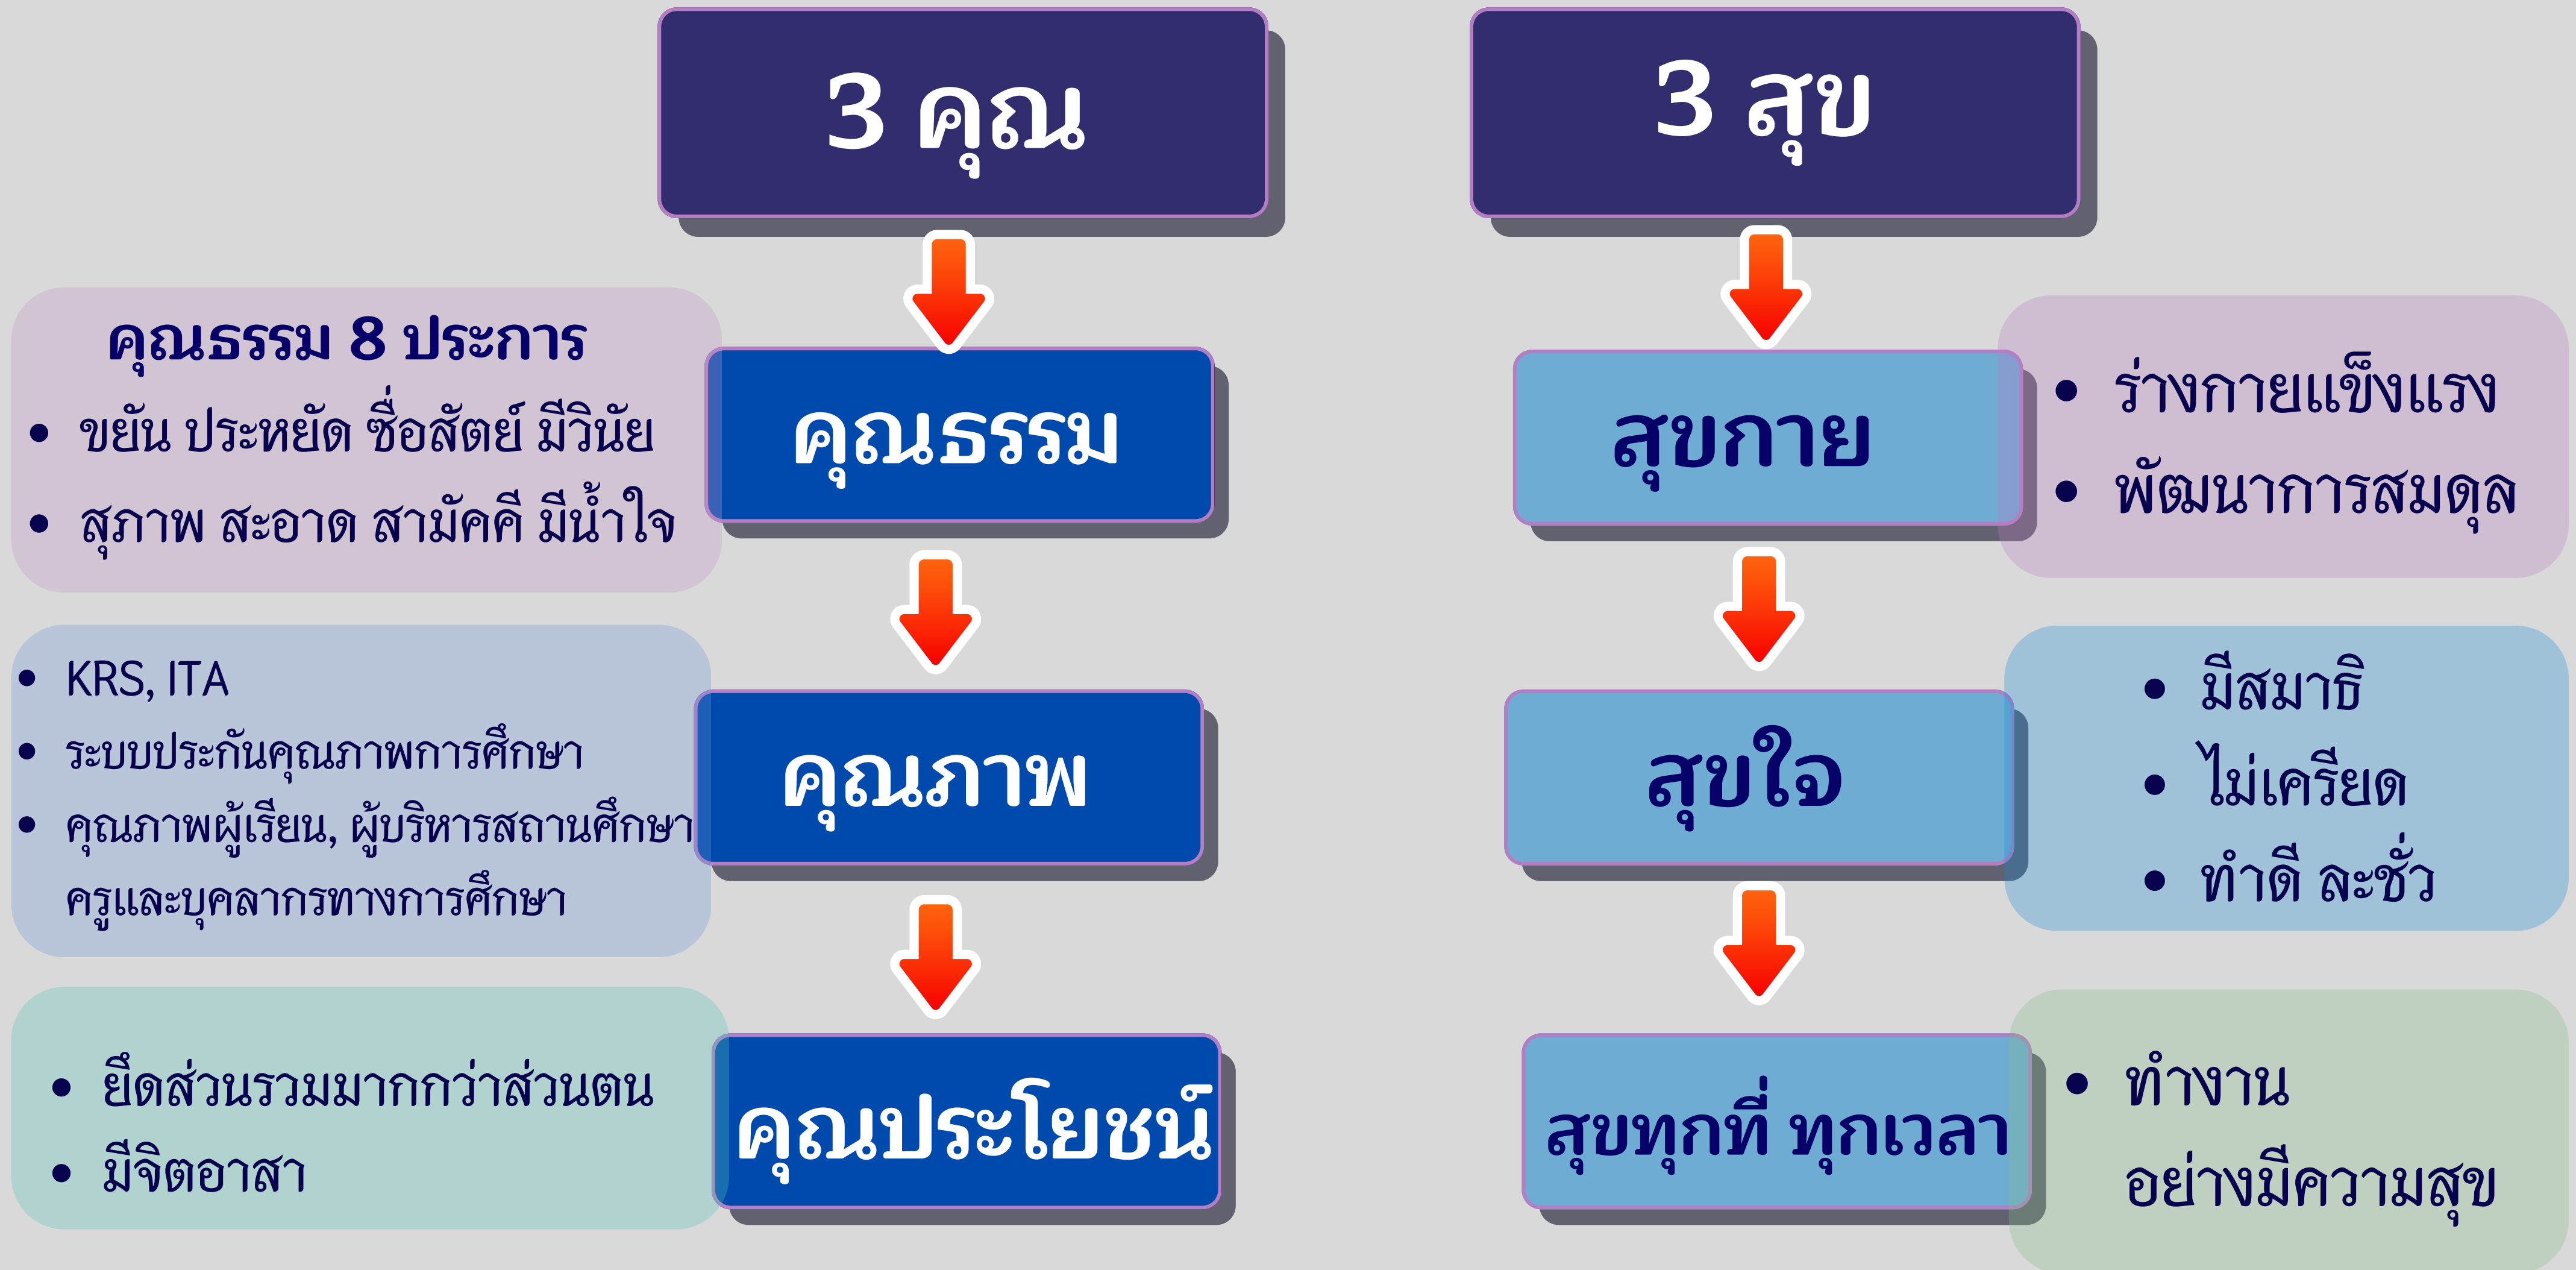 3 คุณ
คุณธรรม 8 ประการ
• ขยัน ประหยัด ซื่อสัตย์ มีวินัย
• สุภาพ สะอาด สามัคคี มีน้ำใจ
คุณธรรม
• KRS, ITA
• ระบบประกันคุณภาพการศึกษา
• คุณภาพผู้เรียน, ผู้บริหารสถานศึกษา
ครูและบุคลากรทางการศึกษา
คุณภาพ
• ยึดส่วนรวมมากกว่าส่วนตน
• มีจิตอาสา
คุณประโยชน์
3 สุข
สุขกาย
• ร่างกายแข็งแรง
• พัฒนาการสมดุล
สุขใจ
• มีสมาธิ
• ไม่เครียด
• ทำดี ละชั่ว
สุขทุกที่ ทุกเวลา
• ทำงาน
อย่างมีความสุข